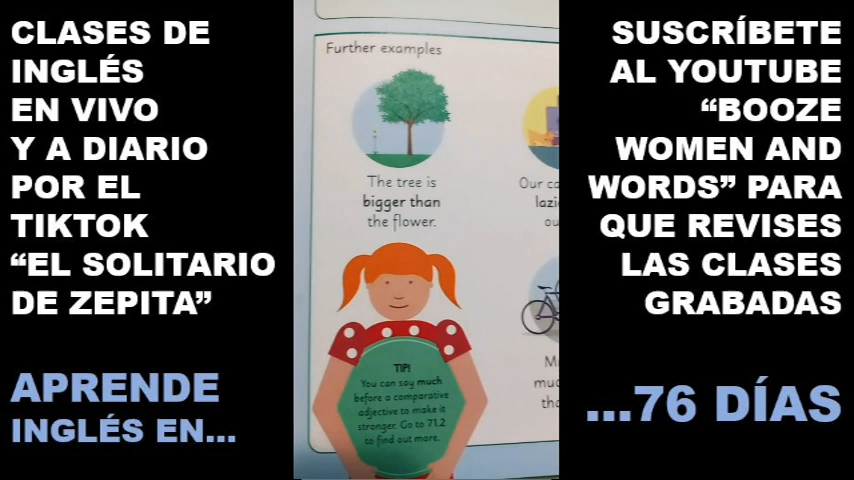 CLASES DE
INGLÉS
EN VIVO
Y A DIARIO
POR EL
TIKTOK
“EL SOLITARIO
DE ZEPITA”
APRENDE
INGLÉS EN...
Further examples
The tree is
bigger than
the flower.
Our
TIP!
You can say much
before a comparative
adjective to make it
stronger. Go to 71.2
to find out more.
SUSCRÍBETE
AL YOUTUBE
“BOOZE
WOMEN AND
WORDS” PARA
QUE REVISES
LAS CLASES
GRABADAS
...76 DÍAS